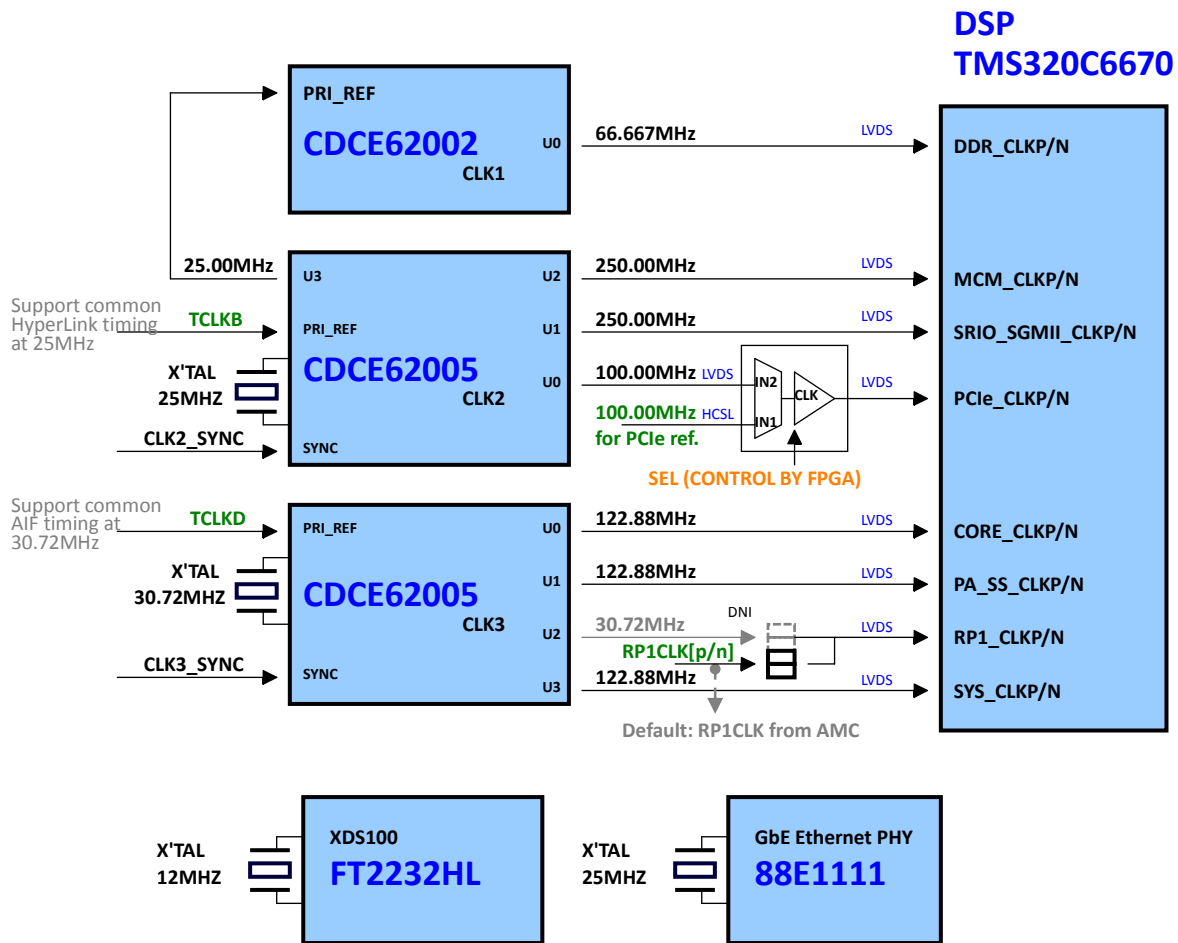 DSP
TMS320C6670
PRI_REF
CDCE62002
CLK1
U0
66.667MHz
LVDS
DDR_CLKP/N
25.00MHz
U3
U2
250.00MHz
LVDS
MCM_CLKP/N
Support common
HyperLink timing
at 25MHz
TCLKB
PRI_REF
U1
250.00MHz
LVDS
SRIO_SGMII_CLKP/N
X'TAL
25MHZ
CDCE62005
CLK2
U0
100.00MHz
LVDS
IN2
CLK
LVDS
PCIe_CLKP/N
100.00MHz
HCSL
IN1
for PCIe ref.
CLK2_SYNC
SYNC
SEL (CONTROL BY FPGA)
Support common
AIF timing at
30.72MHz
TCLKD
PRI_REF
U0
122.88MHz
LVDS
CORE_CLKP/N
X'TAL
30.72MHZ
CDCE62005
CLK3
U1
122.88MHz
LVDS
PA_SS_CLKP/N
DNI
U2
30.72MHz
LVDS
RP1_CLKP/N
RP1CLK[p/n]
CLK3_SYNC
SYNC
U3
122.88MHz
LVDS
SYS_CLKP/N
Default: RP1CLK from AMC
X'TAL
12MHZ
XDS100
FT2232HL
X'TAL
25MHZ
GbE Ethernet PHY
88E1111